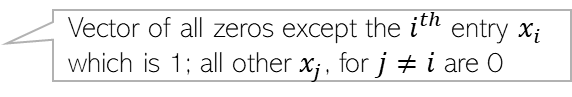 Vector of all zeros except the iᵗʰ entry xᵢ
which is 1; all other xⱼ, for j ≠ i are 0